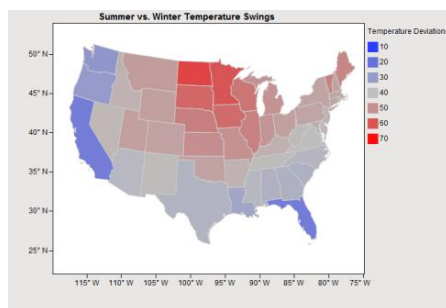 Summer vs. Winter Temperature Swings
Temperature Deviation
10
20
30
40
50
60
70
50° N
45° N
40° N
35° N
30° N
25° N
115° W 110° W 105° W 100° W 95° W 90° W 85° W 80° W 75° W